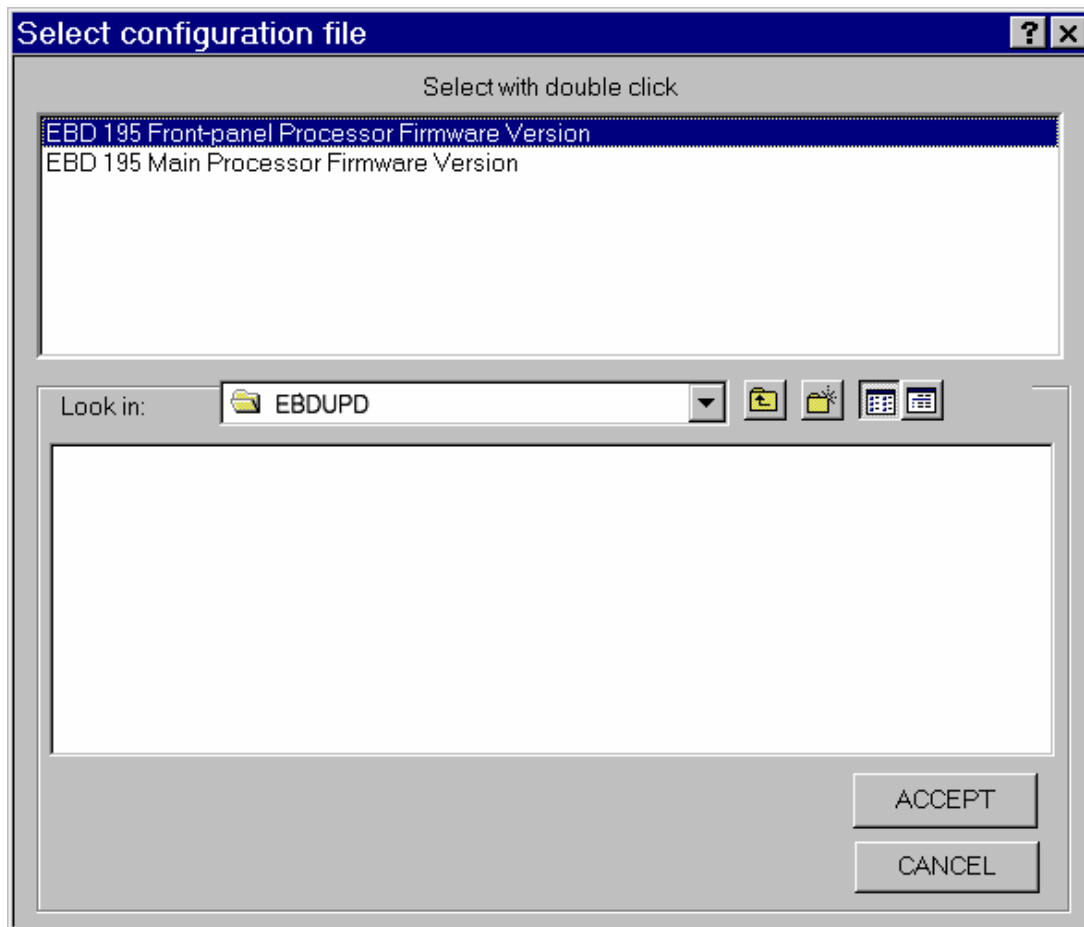 Select configuration file
Select with double click
EBD 195 Front-panel Processor Firmware Version
EBD 195 Main Processor Firmware Version
Look in:
EBDUPD
ACCEPT
CANCEL